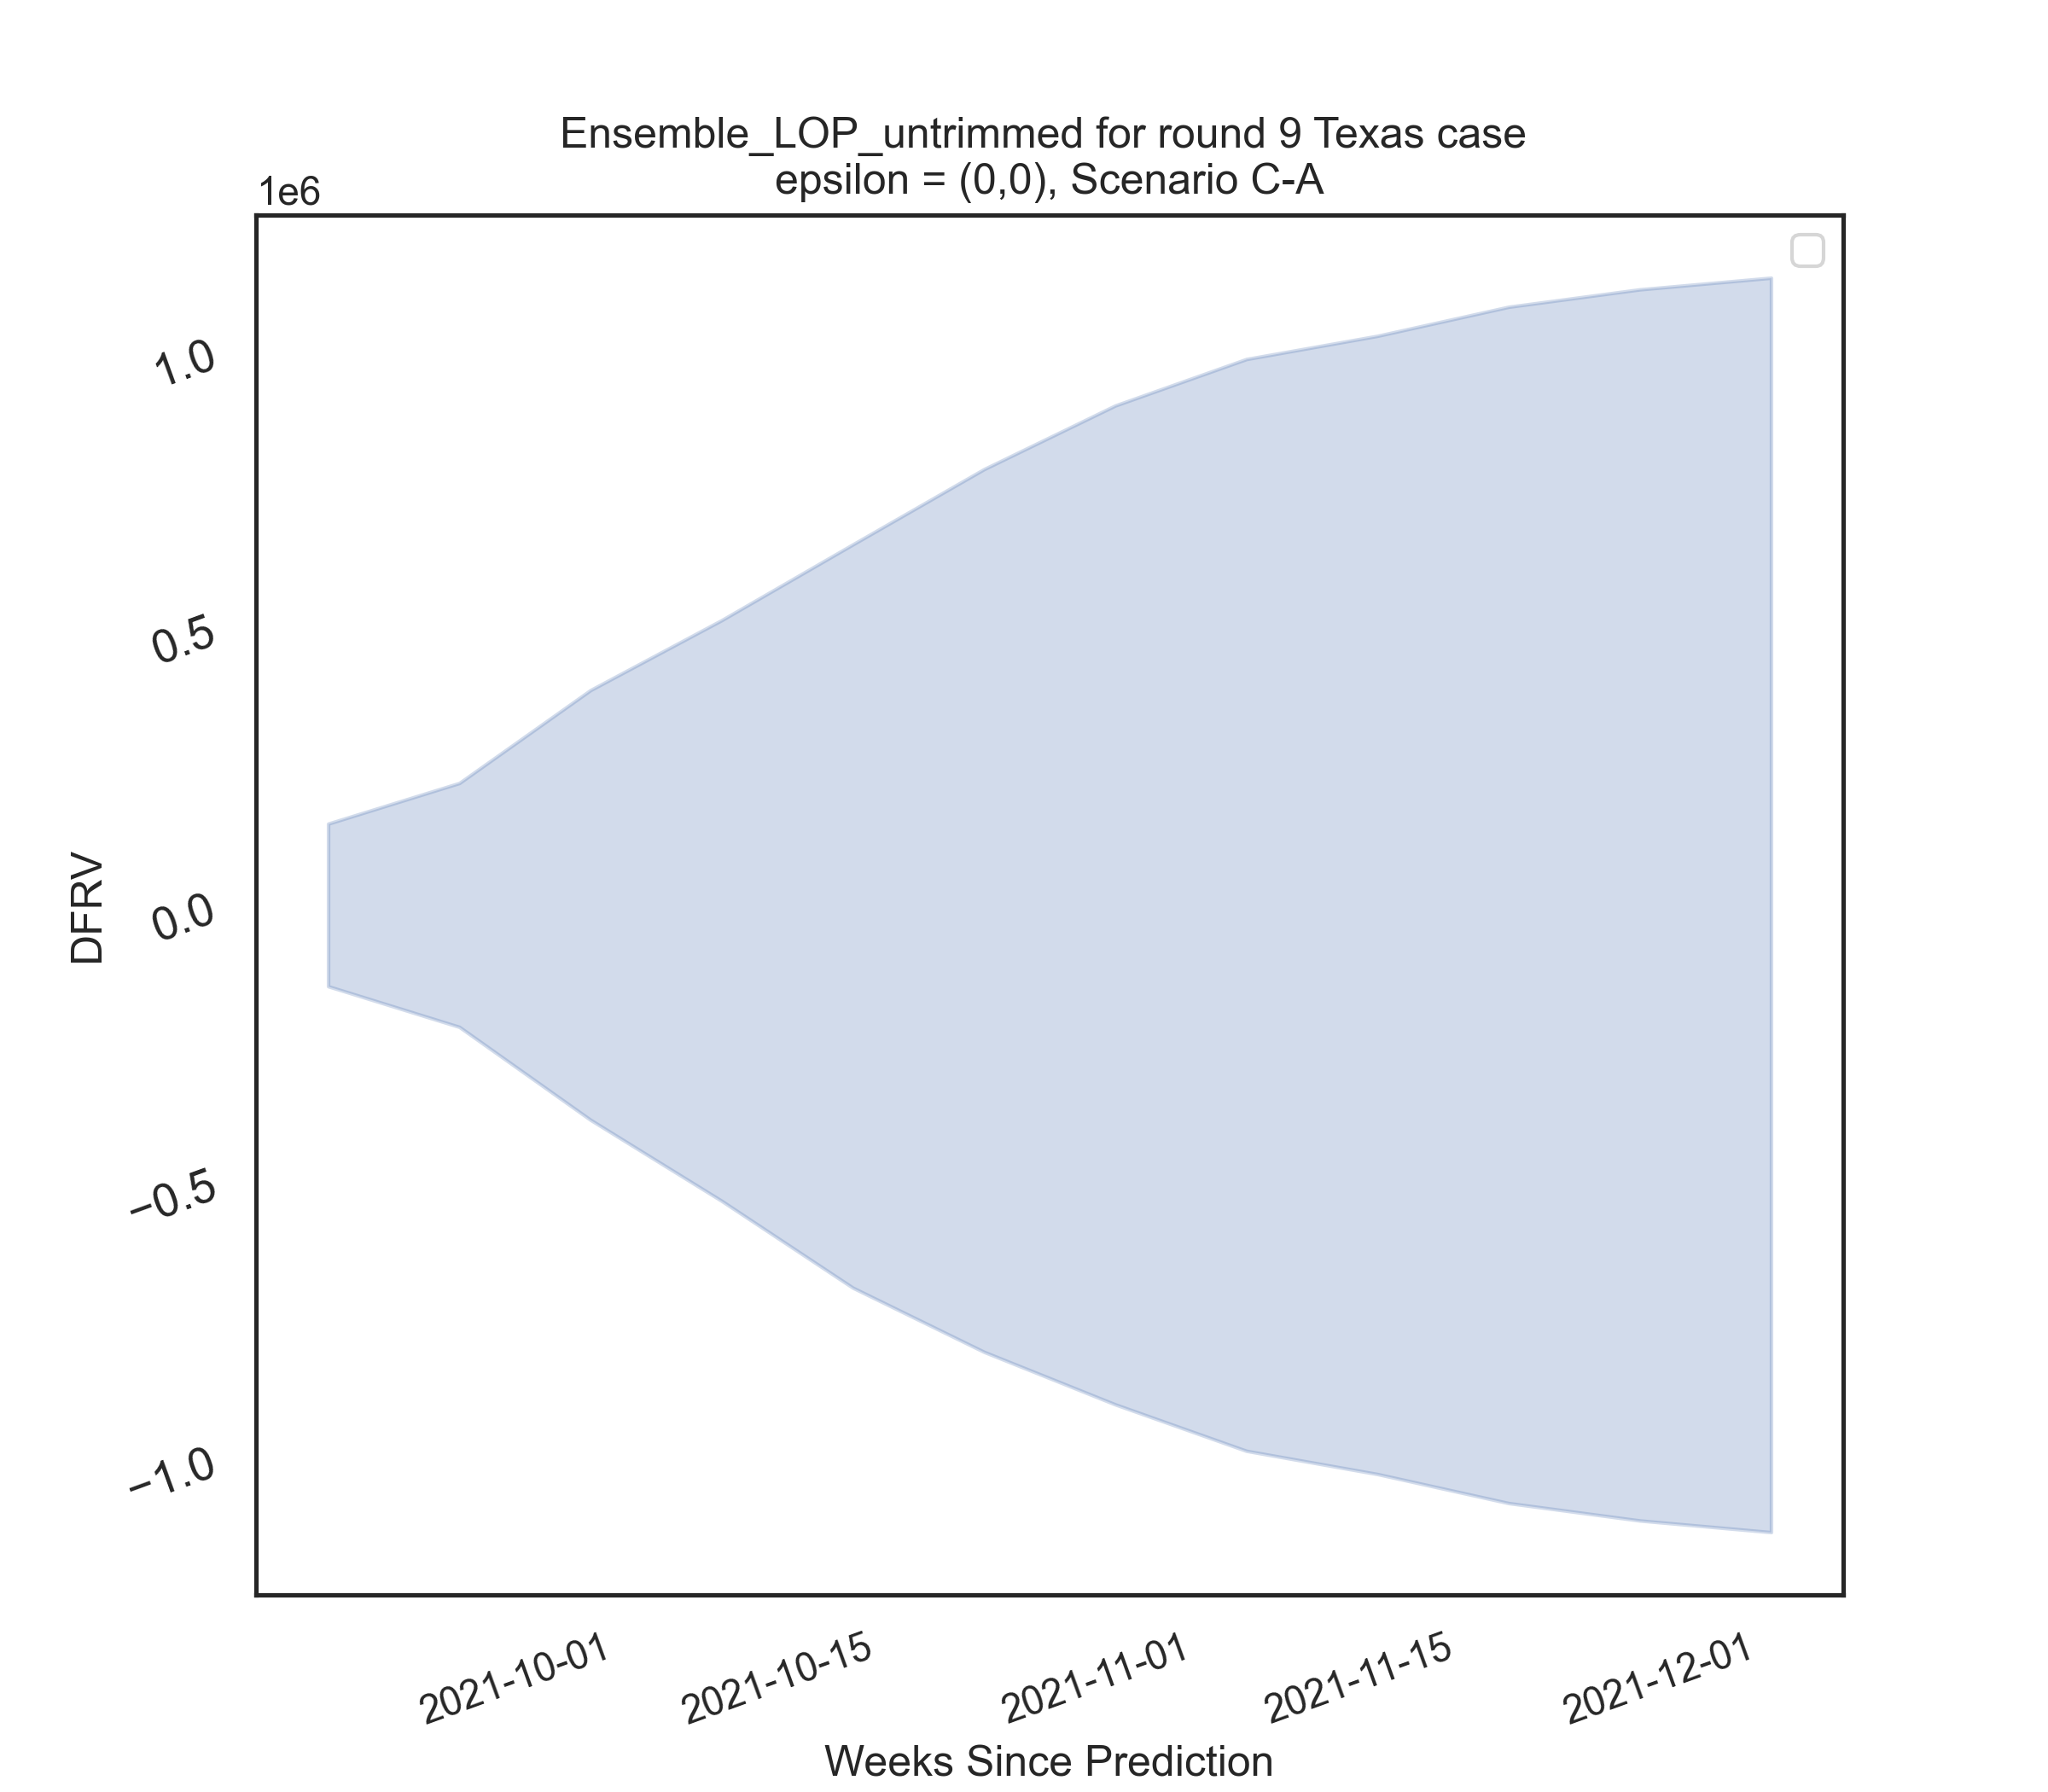 Ensemble_LOP_untrimmed for round 9 Texas case
epsilon = (0,0), Scenario C-A
1e6
1.0
0.5
0.0
−0.5
−1.0
DFRV
2021-10-01
2021-10-15
2021-11-01
2021-11-15
2021-12-01
Weeks Since Prediction